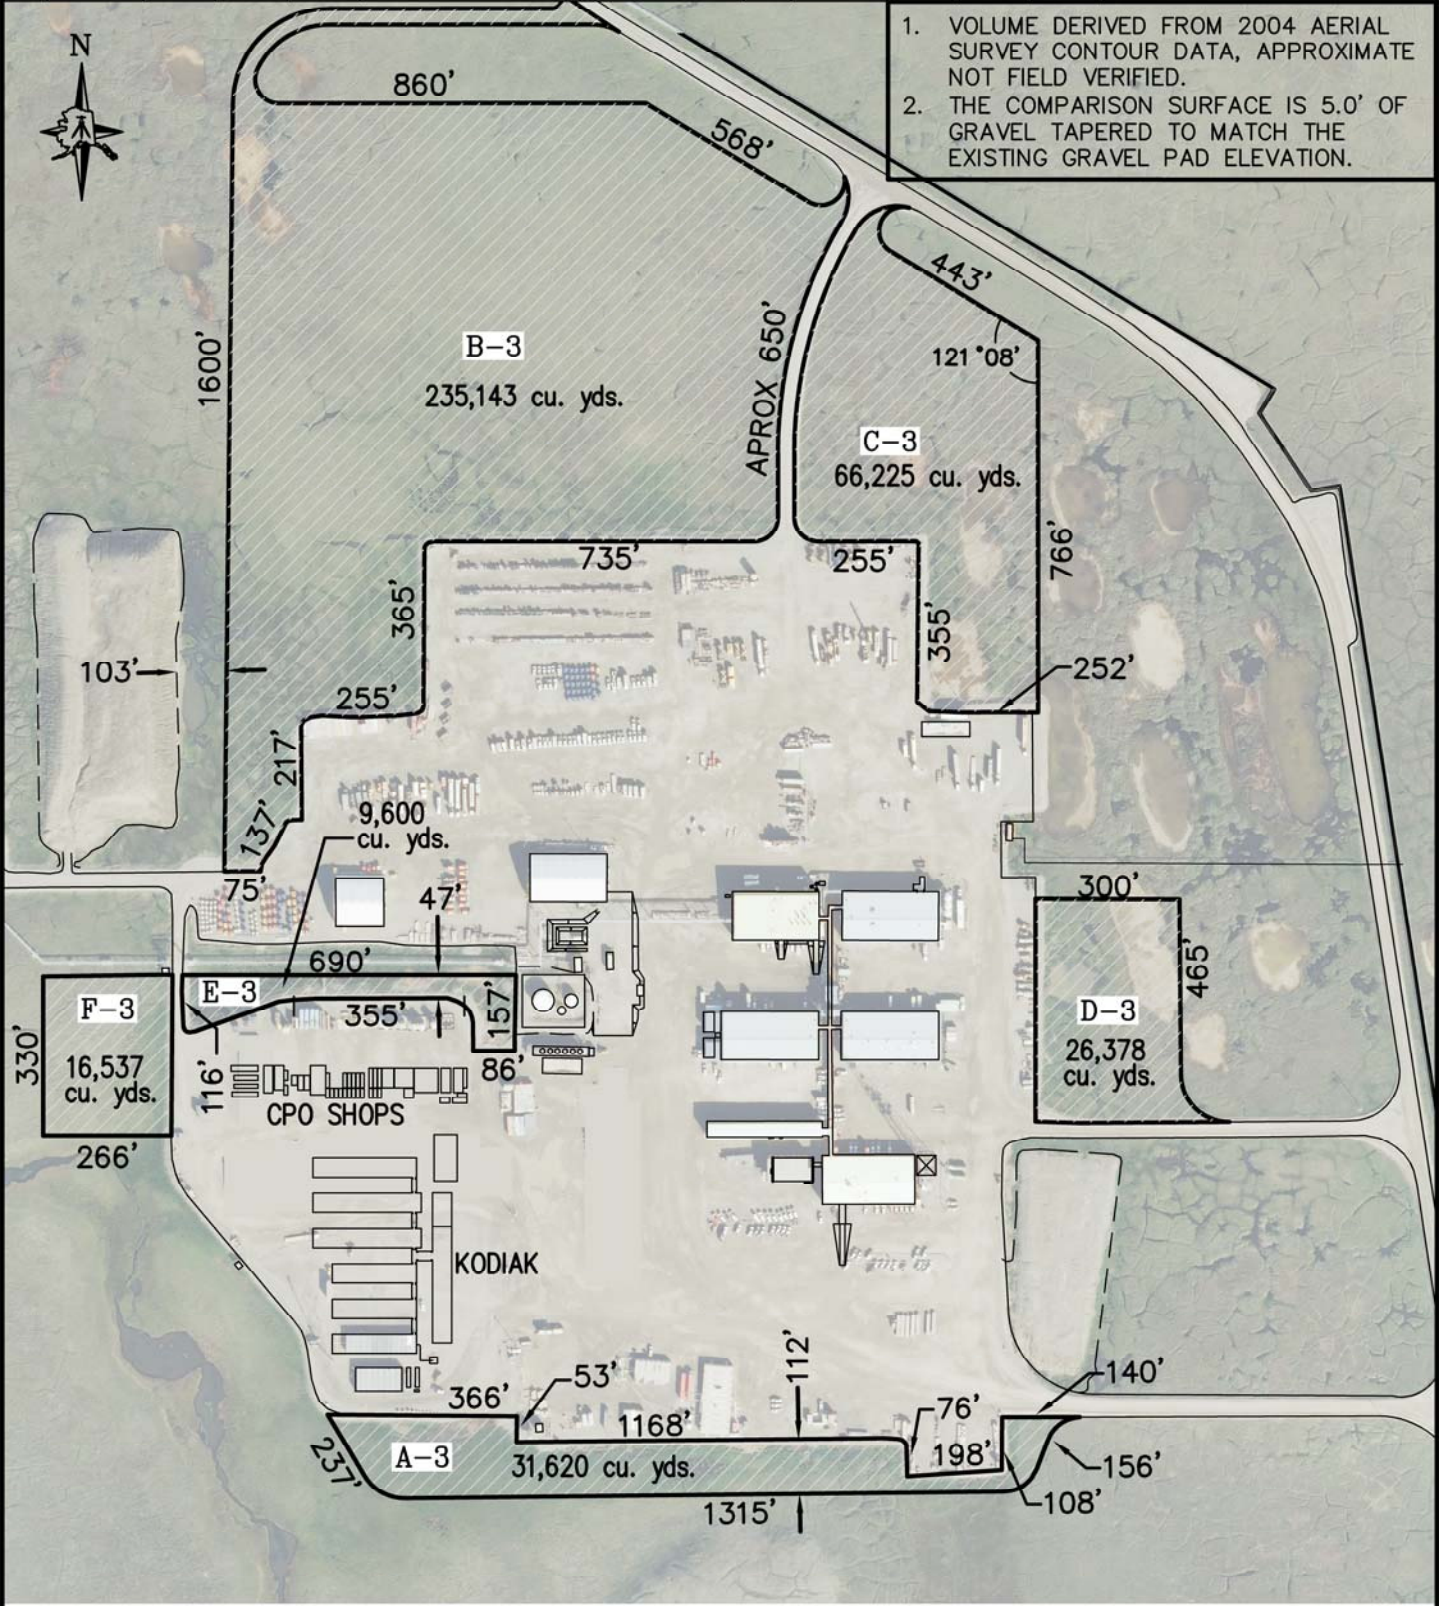 N
1. VOLUME DERIVED FROM 2004 AERIAL
SURVEY CONTOUR DATA, APPROXIMATE
NOT FIELD VERIFIED.
2. THE COMPARISON SURFACE IS 5.0' OF
GRAVEL TAPERED TO MATCH THE
EXISTING GRAVEL PAD ELEVATION.
860'
568'
443'
1600'
B-3
235,143 cu. yds.
APROX 650'
121°08'
C-3
66,225 cu. yds.
735'
255'
766'
365'
355'
103'
252'
255'
217'
137'
9,600
cu. yds.
75'
47'
300'
690'
E-3
355'
157'
465'
F-3
330'
16,537
cu. yds.
116'
86'
D-3
26,378
cu. yds.
CPO SHOPS
266'
KODIAK
112'
366'
53'
140'
1168'
76'
237'
A-3
31,620 cu. yds.
198'
156'
108'
1315'